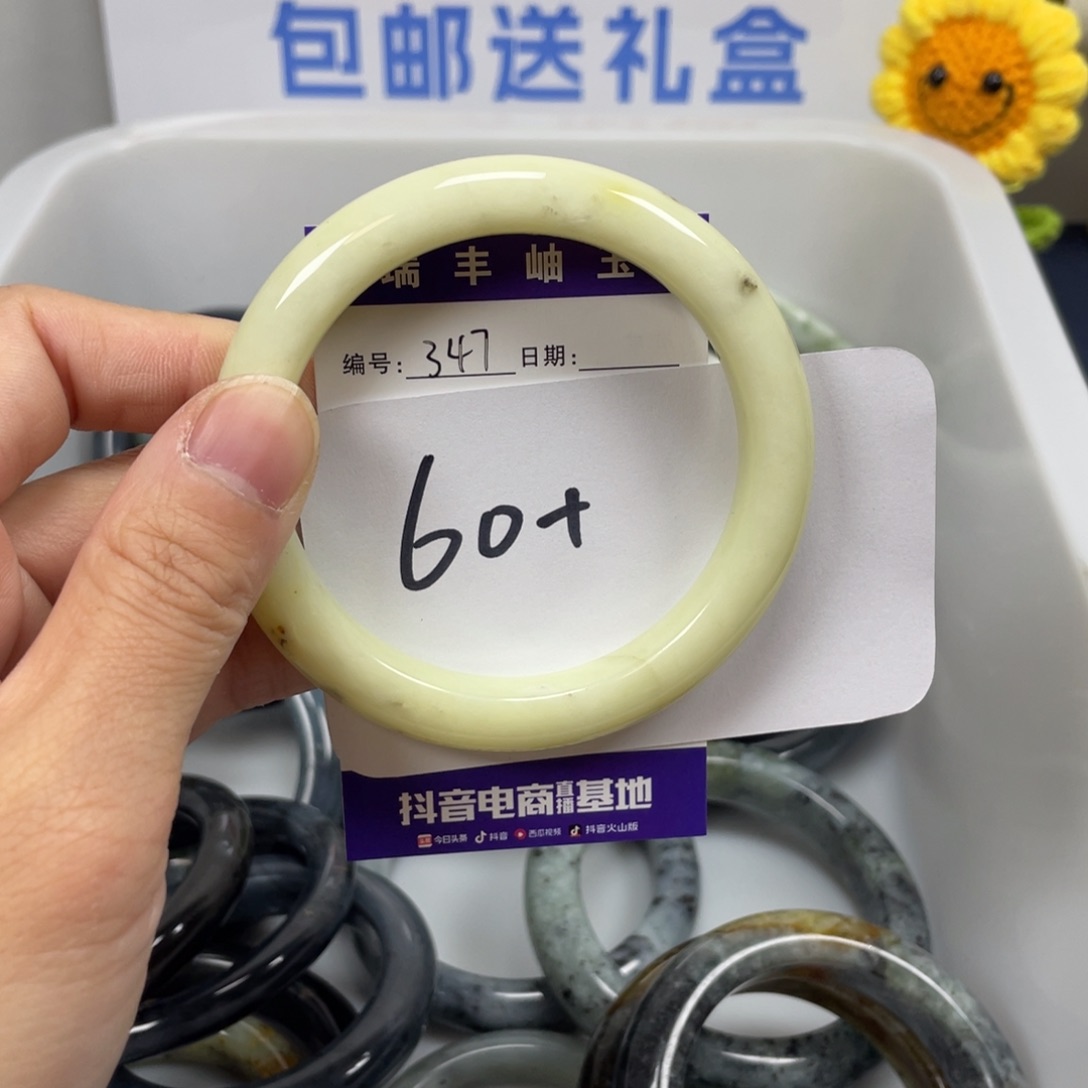 包邮送礼盒
瑞丰岫玉
编号: 347 日期:
60+
抖音电商直播基地
今日头条 抖音 西瓜视频 抖音火山版